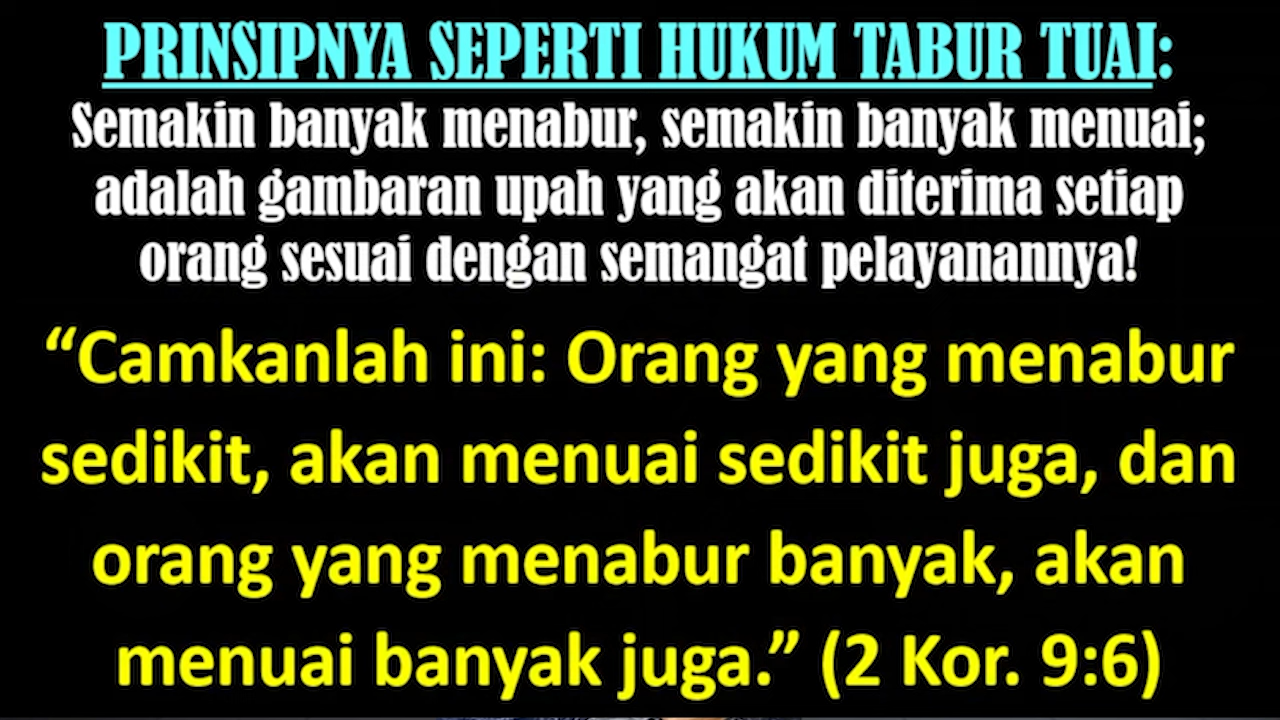 PRINSIPNYA SEPERTI HUKUM TABUR TUAI:
Semakin banyak menabur, semakin banyak menuai;
adalah gambaran upah yang akan diterima setiap
orang sesuai dengan semangat pelayanannya!
“Camkanlah ini: Orang yang menabur
sedikit, akan menuai sedikit juga, dan
orang yang menabur banyak, akan
menuai banyak juga.” (2 Kor. 9:6)